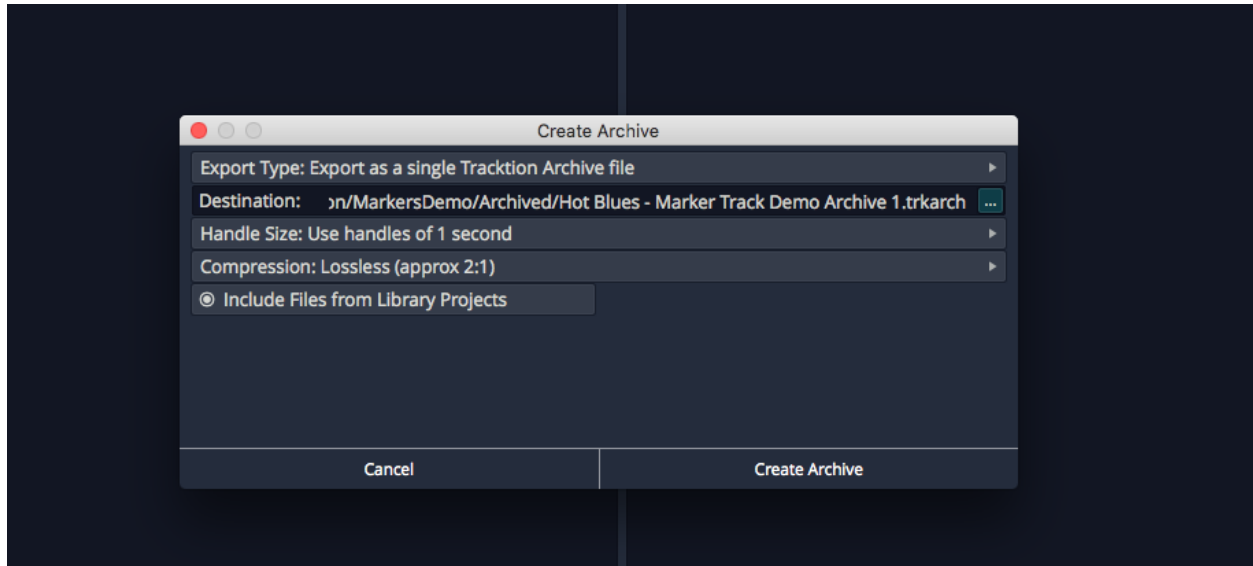 Create Archive
Export Type: Export as a single Tracktion Archive file
Destination: on/MarkersDemo/Archived/Hot Blues - Marker Track Demo Archive 1.trkarch ...
Handle Size: Use handles of 1 second
Compression: Lossless (approx 2:1)
Include Files from Library Projects
Cancel Create Archive